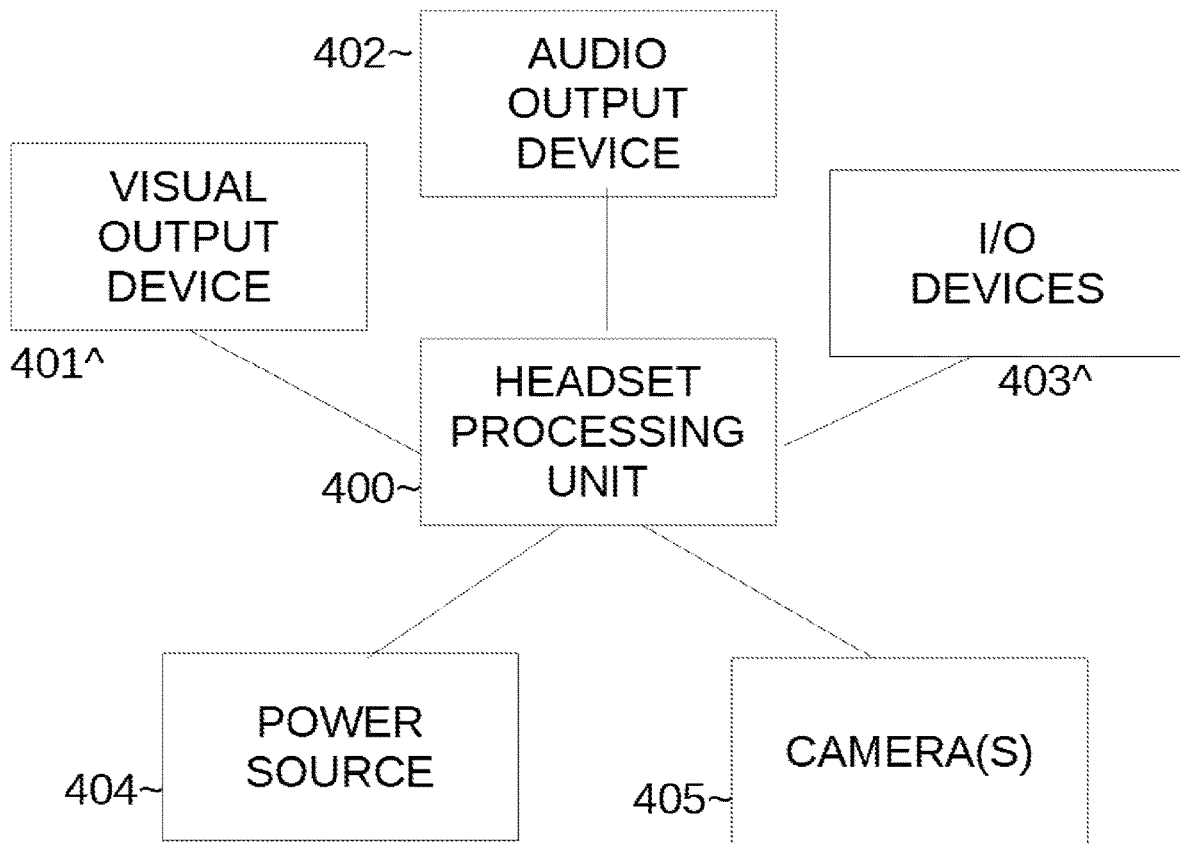 402~
AUDIO
OUTPUT
DEVICE
VISUAL
OUTPUT
DEVICE
401^
I/O
DEVICES
403^
HEADSET
PROCESSING
UNIT
400~
POWER
SOURCE
404~
CAMERA(S)
405~